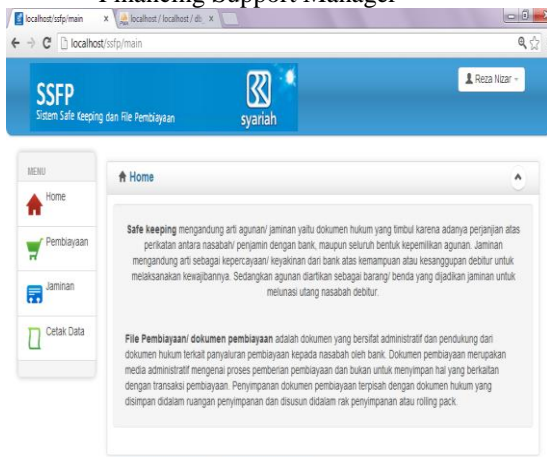 Financing Support Manager
localhost/ssfp/main x localhost / localhost / db x
localhost/ssfp/main
SSFP
Sistem Safe Keeping dan File Pembiayaan
syariah
Reza Nizar
MENU
Home
Pembiayaan
Jaminan
Cetak Data
Home
Safe keeping mengandung arti agunan/ jaminan yaitu dokumen hukum yang timbul karena adanya perjanjian atas
perikatan antara nasabah/ penjamin dengan bank, maupun seluruh bentuk kepemilikan agunan. Jaminan
mengandung arti sebagai kepercayaan/ keyakinan dari bank atas kemampuan atau kesanggupan debitur untuk
melaksanakan kewajibannya. Sedangkan agunan diartikan sebagai barang/ benda yang dijadikan jaminan untuk
melunasi utang nasabah debitur.
File Pembiayaan/ dokumen pembiayaan adalah dokumen yang bersifat administratif dan pendukung dari
dokumen hukum terkait panyaluran pembiayaan kepada nasabah oleh bank. Dokumen pembiayaan merupakan
media administratif mengenai proses pemberian pembiayaan dan bukan untuk menyimpan hal yang berkaitan
dengan transaksi pembiayaan. Penyimpanan dokumen pembiayaan terpisah dengan dokumen hukum yang
disimpan didalam ruangan penyimpanan dan disusun didalam rak penyimpanan atau rolling pack.